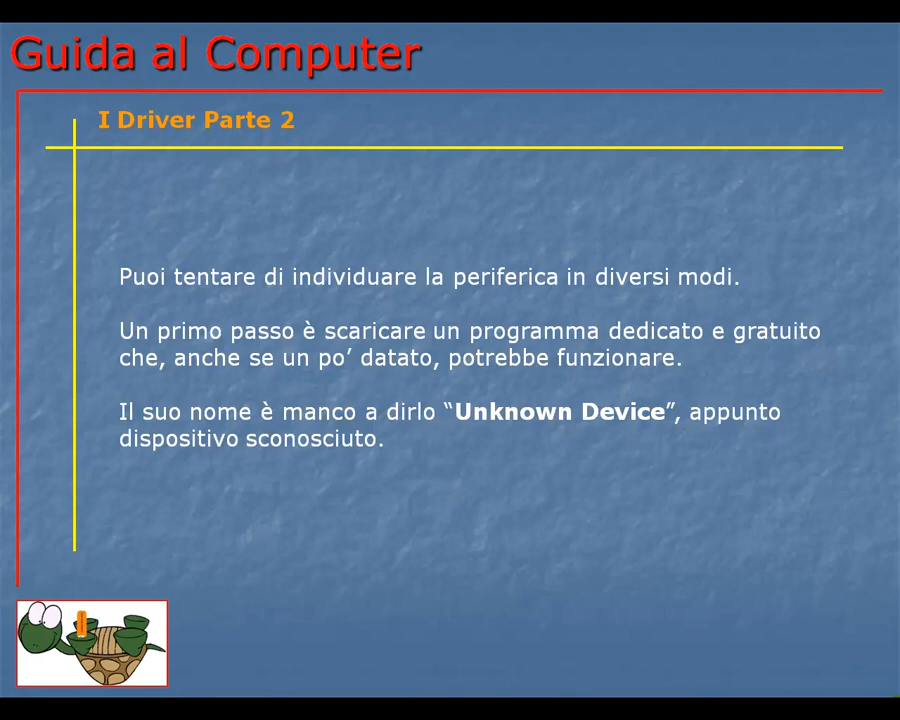 Guida al Computer
I Driver Parte 2
Puoi tentare di individuare la periferica in diversi modi.
Un primo passo è scaricare un programma dedicato e gratuito
che, anche se un po’ datato, potrebbe funzionare.
Il suo nome è manco a dirlo “Unknown Device”, appunto
dispositivo sconosciuto.